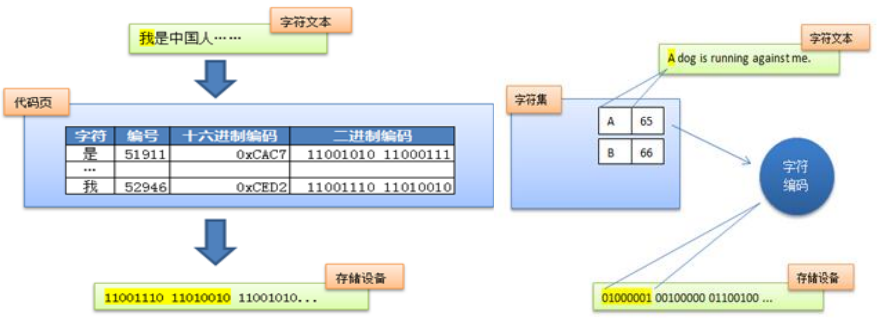 字符文本
我是中国人……
代码页
字符 编号 十六进制编码 二进制编码
是 51911 0xCAC7 11001010 11000111
…
我 52946 0xCED2 11001110 11010010
存储设备
11001110 11010010 11001010...
字符文本
A dog is running against me.
字符集
A 65
B 66
字符
编码
存储设备
01000001 00100000 01100100 ...